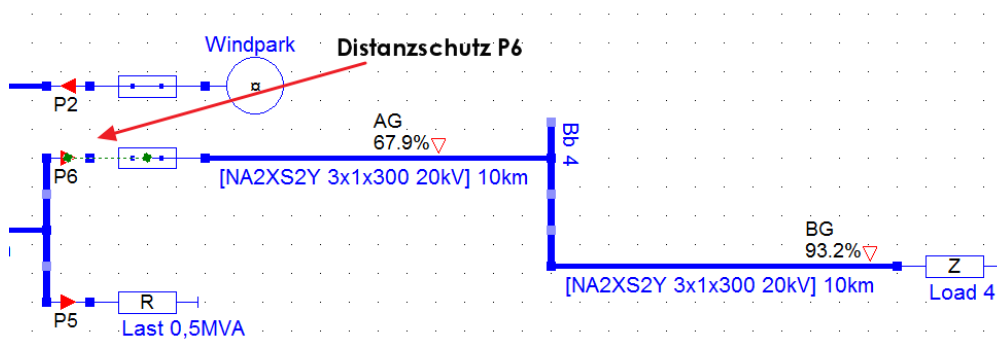 Windpark
Distanzschutz P6
P2
AG
67.9%
Bb 4
P6
[NA2XS2Y 3x1x300 20kV] 10km
BG
93.2%
Z
[NA2XS2Y 3x1x300 20kV] 10km
Load 4
R
P5
Last 0,5MVA